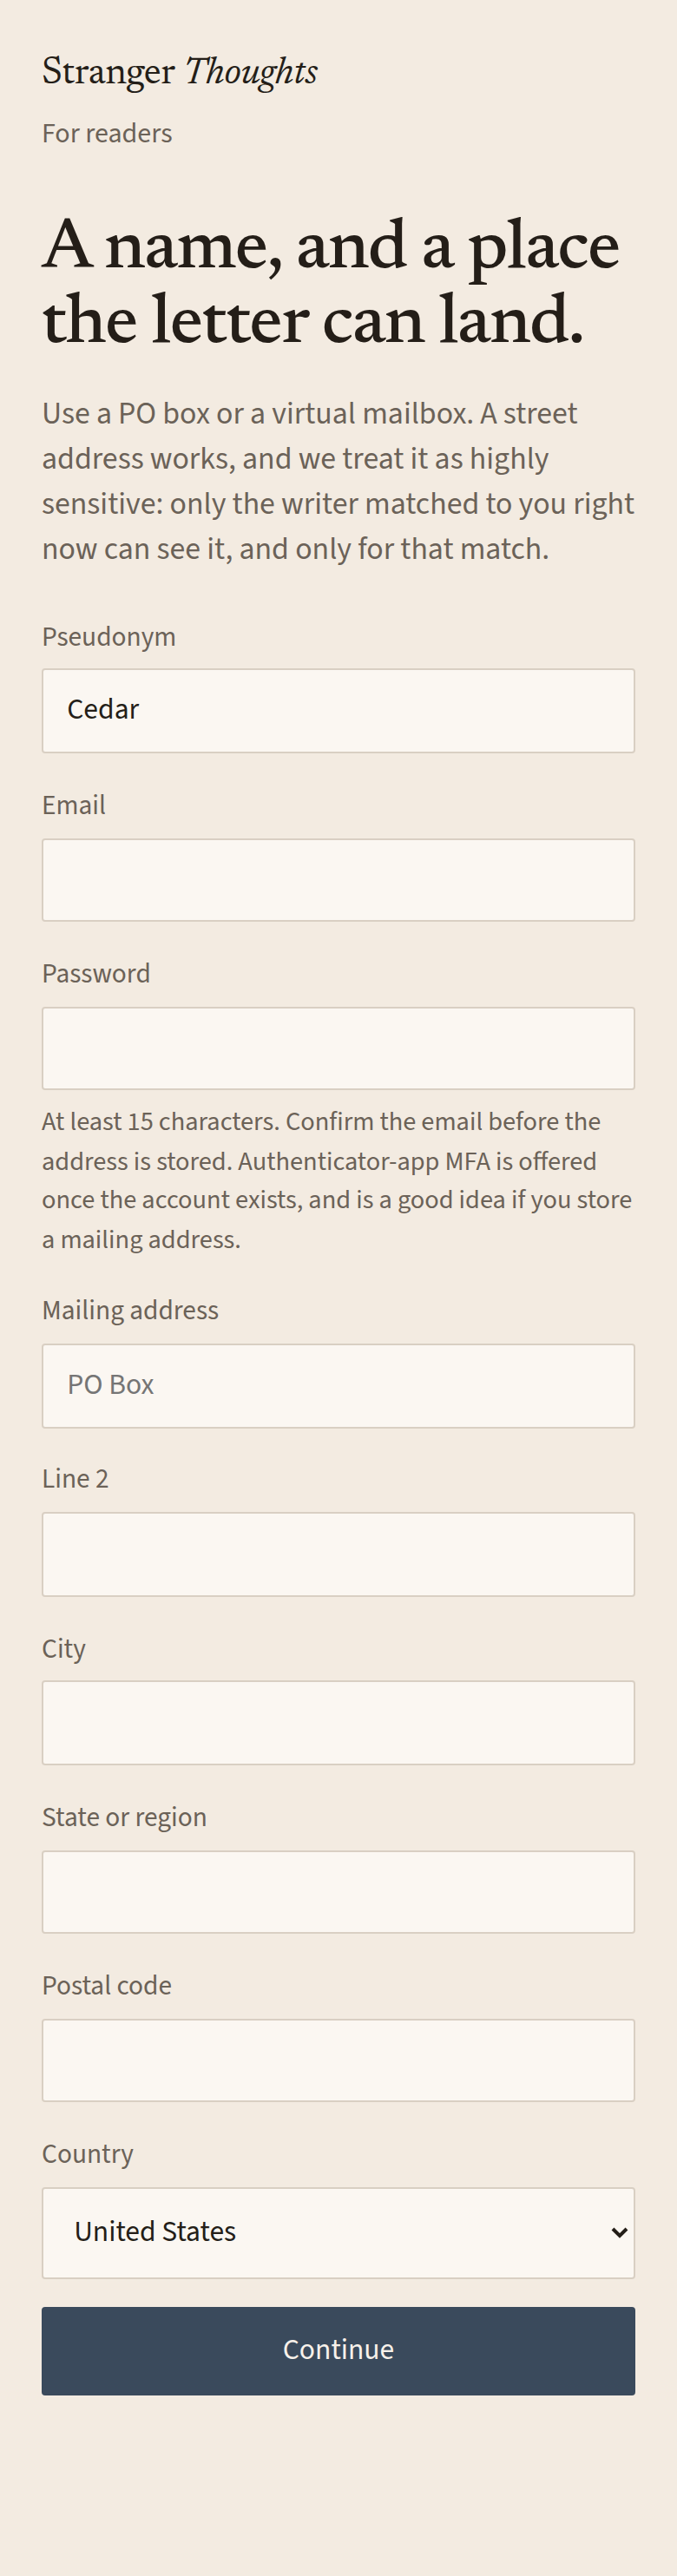 Stranger Thoughts
For readers
A name, and a place
the letter can land.
Use a PO box or a virtual mailbox. A street
address works, and we treat it as highly
sensitive: only the writer matched to you right
now can see it, and only for that match.
Pseudonym
Cedar
Email
Password
At least 15 characters. Confirm the email before the
address is stored. Authenticator-app MFA is offered
once the account exists, and is a good idea if you store
a mailing address.
Mailing address
PO Box
Line 2
City
State or region
Postal code
Country
United States
Continue